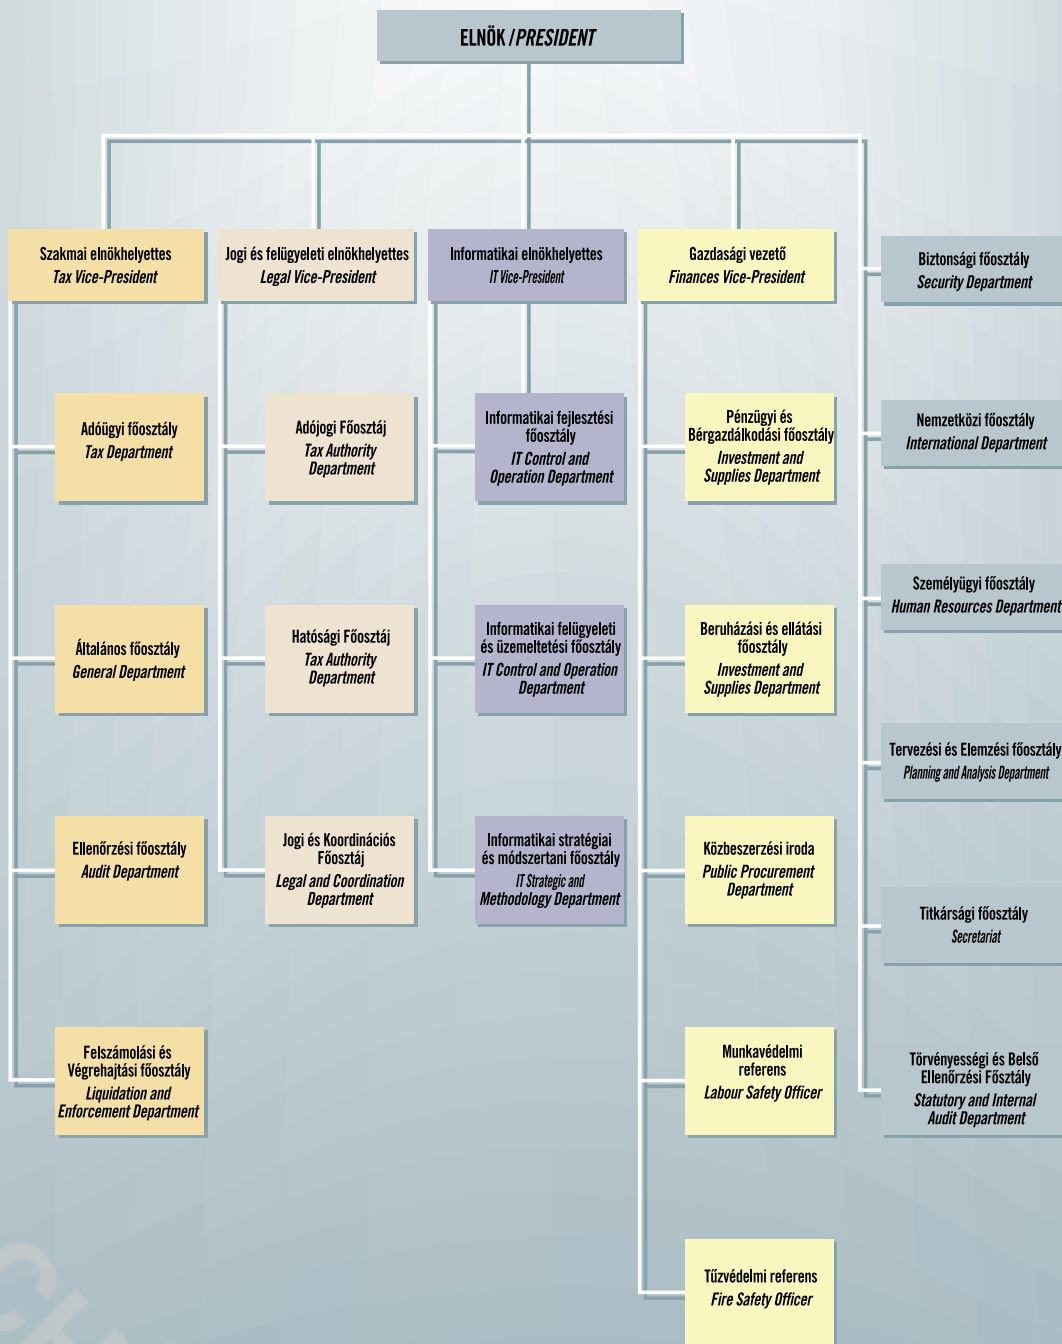 ELNÖK / PRESIDENT
Szakmai elnökhelyettes
Tax Vice-President
Adóügyi főosztály
Tax Department
Általános főosztály
General Department
Ellenőrzési főosztály
Audit Department
Felszámolási és
Végrehajtási főosztály
Liquidation and
Enforcement Department
Jogi és felügyeleti elnökhelyettes
Legal Vice-President
Adójogi Főosztáj
Tax Authority
Department
Hatósági Főosztáj
Tax Authority
Department
Jogi és Koordinációs
Főosztáj
Legal and Coordination
Department
Informatikai elnökhelyettes
IT Vice-President
Informatikai fejlesztési
főosztály
IT Control and
Operation Department
Informatikai felügyeleti
és üzemeltetési főosztály
IT Control and Operation
Department
Informatikai stratégiai
és módszertani főosztály
IT Strategic and
Methodology Department
Gazdasági vezető
Finances Vice-President
Pénzügyi és
Bérgazdálkodási főosztály
Investment and
Supplies Department
Beruházási és ellátási
főosztály
Investment and
Supplies Department
Közbeszerzési iroda
Public Procurement
Department
Munkavédelmi
referens
Labour Safety Officer
Tűzvédelmi referens
Fire Safety Officer
Biztonsági főosztály
Security Department
Nemzetközi főosztály
International Department
Személyügyi főosztály
Human Resources Department
Tervezési és Elemzési főosztály
Planning and Analysis Department
Titkársági főosztály
Secretariat
Törvényességi és Belső
Ellenőrzési Fősztály
Statutory and Internal
Audit Department